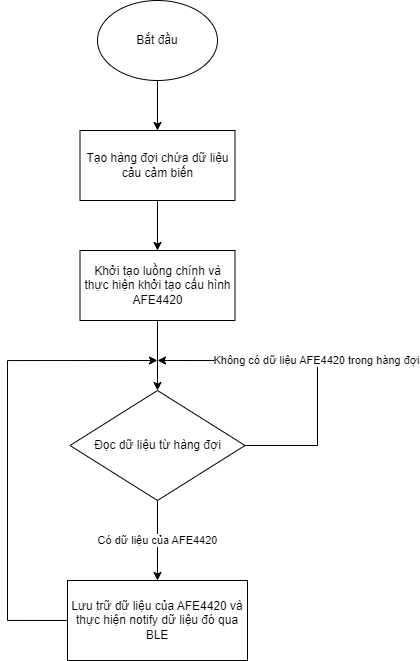 Bắt đầu
Tạo hàng đợi chứa dữ liệu
cảu cảm biến
Khởi tạo luồng chính và
thực hiện khởi tạo cấu hình
AFE4420
Không có dữ liệu AFE4420 trong hàng đợi
Đọc dữ liệu từ hàng đợi
Có dữ liệu của AFE4420
Lưu trữ dữ liệu của AFE4420 và
thực hiện notify dữ liệu đó qua
BLE